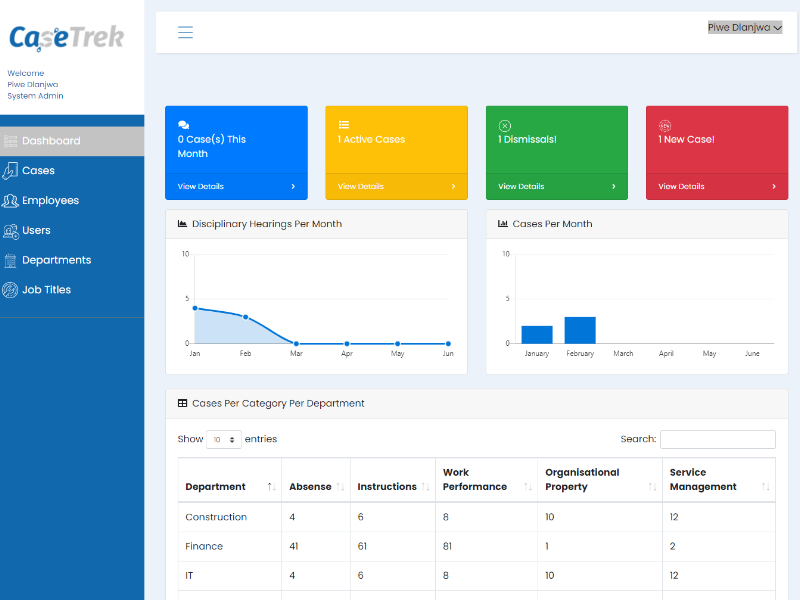 CaseTrek
Piwe Dlanjwa
Welcome
Piwe Dlanjwa
System Admin
Dashboard
Cases
Employees
Users
Departments
Job Titles
0 Case(s) This
Month
View Details
1 Active Cases
View Details
1 Dismissals!
View Details
1 New Case!
View Details
Disciplinary Hearings Per Month
10
5
0
Jan Feb Mar Apr May Jun
Cases Per Month
10
5
0
January February March April May June
Cases Per Category Per Department
Show 10 entries
Search:
Department Absense Instructions Work Performance Organisational Property Service Management
Construction 4 6 8 10 12
Finance 41 61 81 1 2
IT 4 6 8 10 12